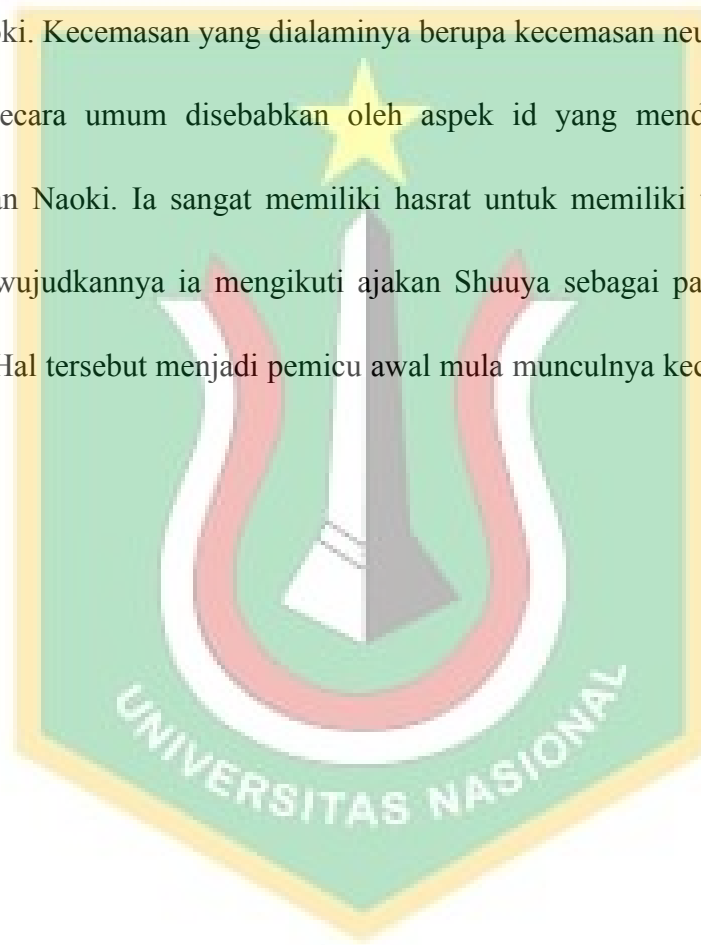 oki. Kecemasan yang dialaminya berupa kecemasan neu
ecara umum disebabkan oleh aspek id yang mend
an Naoki. Ia sangat memiliki hasrat untuk memiliki
wujudkannya ia mengikuti ajakan Shuuya sebagai pa
Hal tersebut menjadi pemicu awal mula munculnya kec
UNIVERSITAS NASIONAL